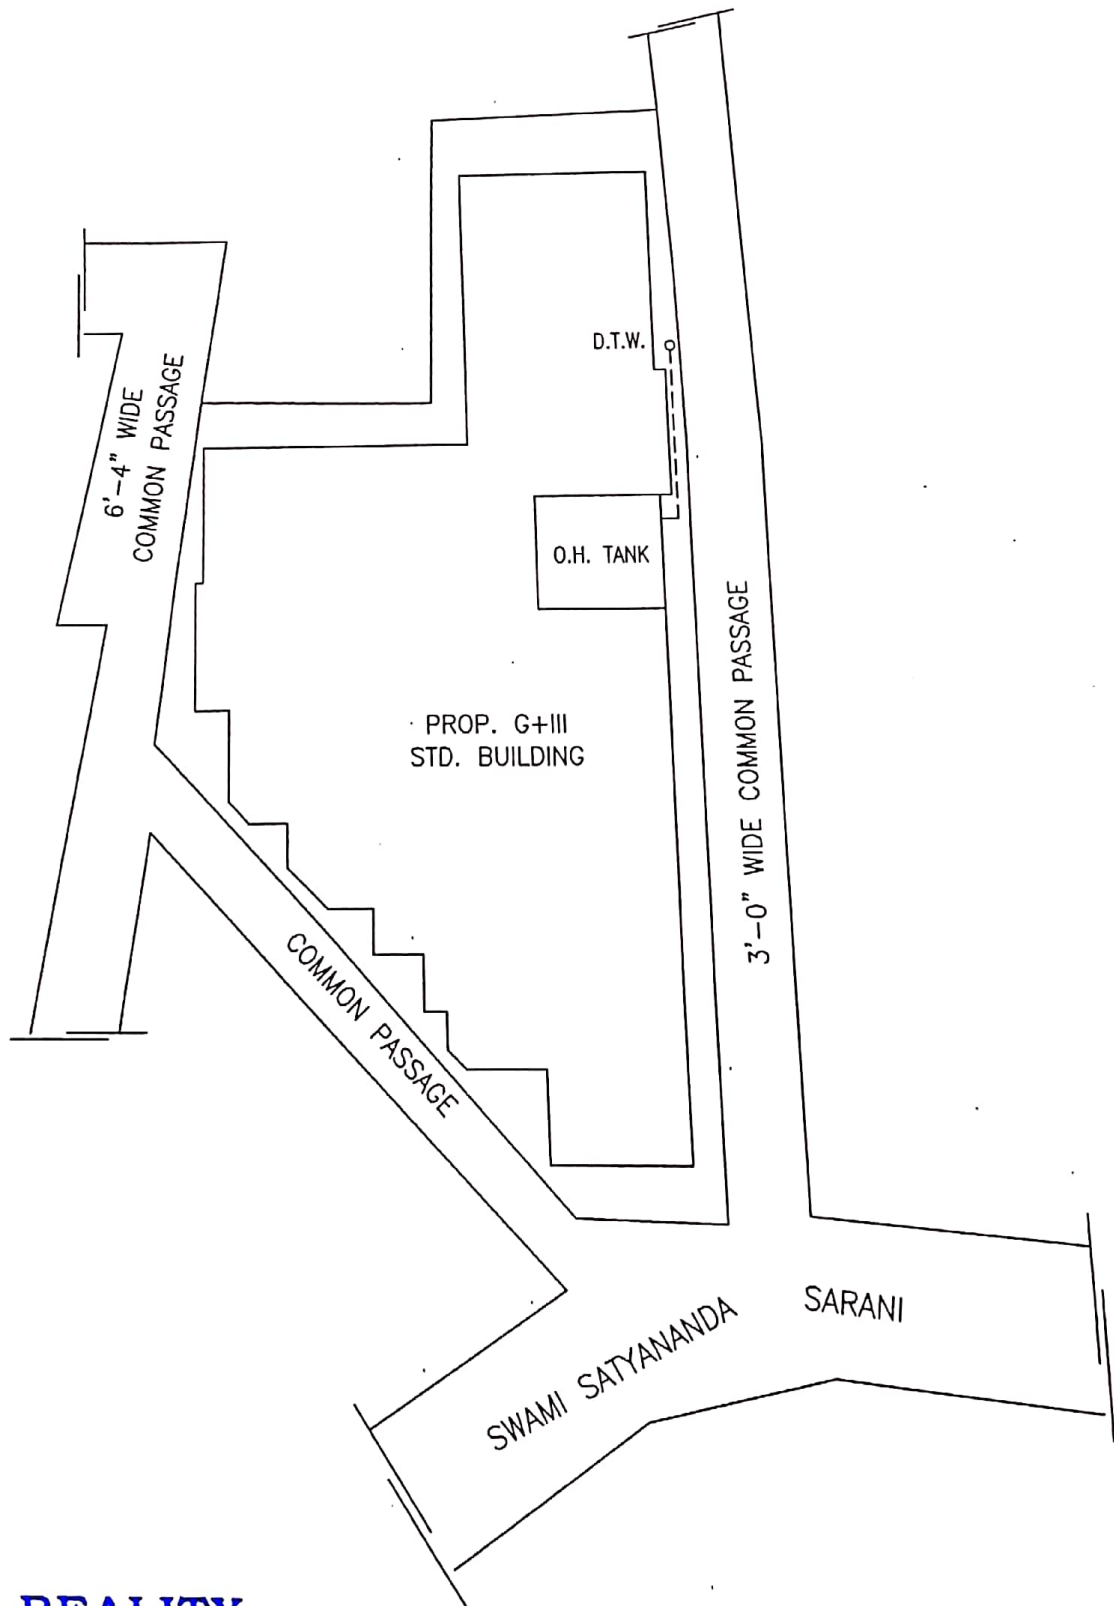 D.T.W.
6'-4" WIDE
COMMON PASSAGE
O.H. TANK
PROP. G+III
STD. BUILDING
3'-0" WIDE COMMON PASSAGE
COMMON PASSAGE
SWAMI SATYANANDA SARANI
REALITY